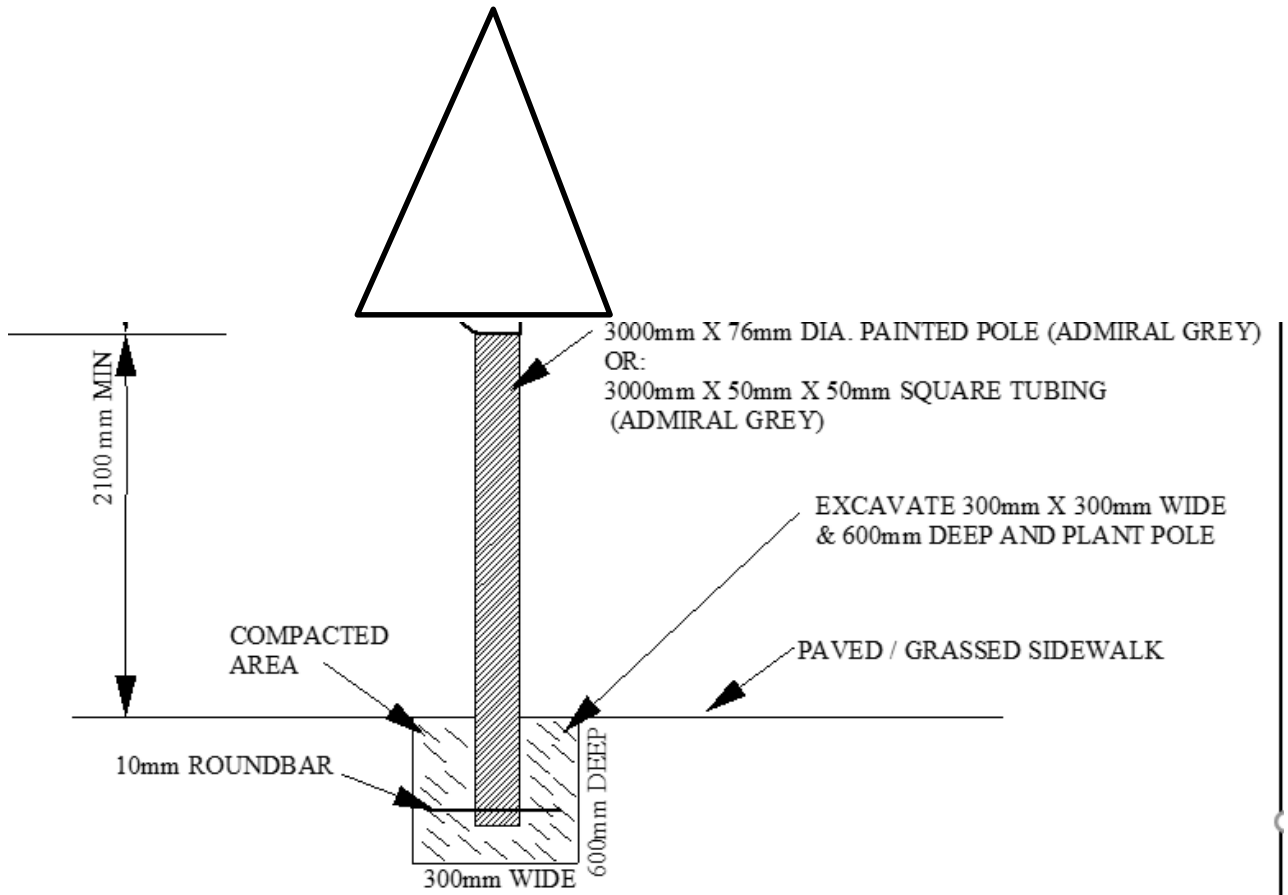 3000mm X 76mm DIA. PAINTED POLE (ADMIRAL GREY)
OR:
3000mm X 50mm X 50mm SQUARE TUBING
(ADMIRAL GREY)
2100 mm MIN
EXCAVATE 300mm X 300mm WIDE
& 600mm DEEP AND PLANT POLE
COMPACTED
AREA
PAVED / GRASSED SIDEWALK
10mm ROUNDBAR
600mm DEEP
300mm WIDE